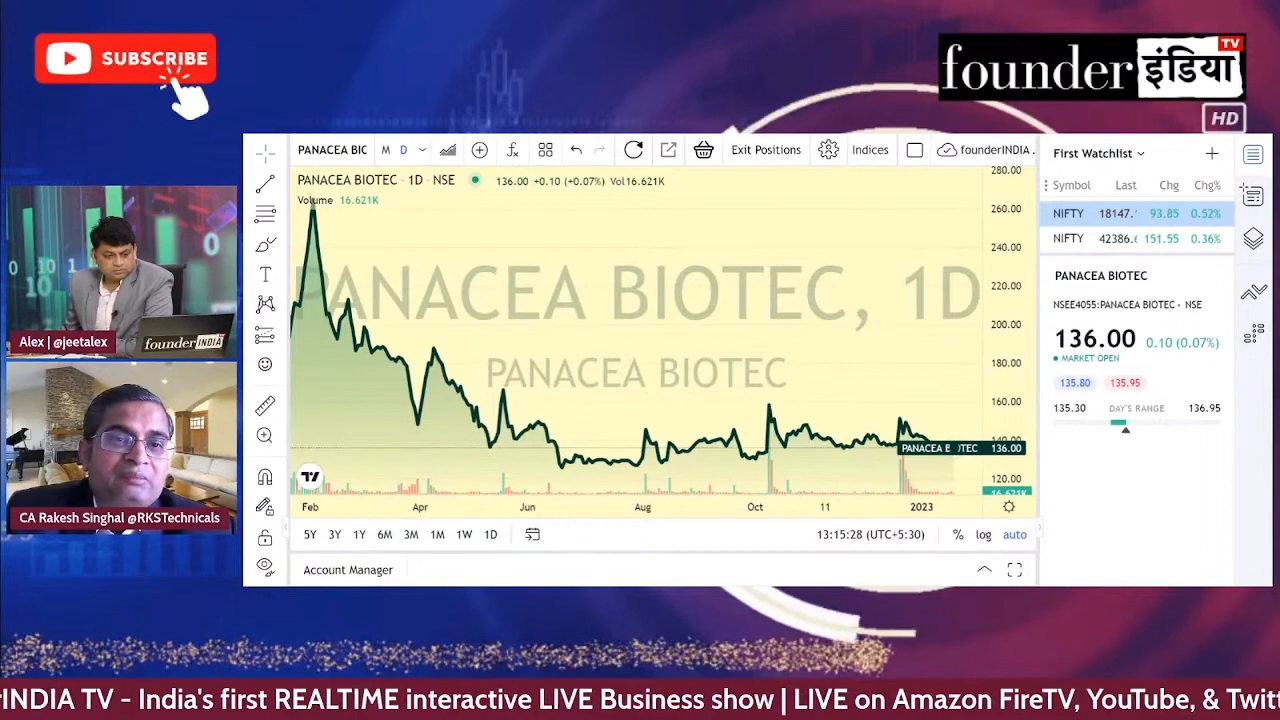 SUBSCRIBE
founder इंडिया TV
HD
PANACEA BIC M D Exit Positions Indices founderINDIA .
PANACEA BIOTEC · 1D · NSE 136.00 +0.10 (+0.07%) Vol16.621K
Volume 16.621K
PANACEA BIOTEC, 1D
PANACEA BIOTEC
280.00
260.00
240.00
220.00
200.00
180.00
160.00
140.00
PANACEA BIOTEC 136.00
120.00
16.621K
Feb Apr Jun Aug Oct 11 2023
5Y 3Y 1Y 6M 3M 1M 1W 1D 13:15:28 (UTC+5:30) % log auto
Account Manager
First Watchlist
Symbol Last Chg Chg%
NIFTY 18147. 93.85 0.52%
NIFTY 42386. 151.55 0.36%
PANACEA BIOTEC
NSEE4055:PANACEA BIOTEC - NSE
136.00 0.10 (0.07%)
MARKET OPEN
135.80 135.95
135.30 DAY'S RANGE 136.95
Alex | @jeetalex
founder INDIA
CA Rakesh Singhal @RKSTechnicals
rINDIA TV - India's first REALTIME interactive LIVE Business show | LIVE on Amazon FireTV, YouTube, & Twitt